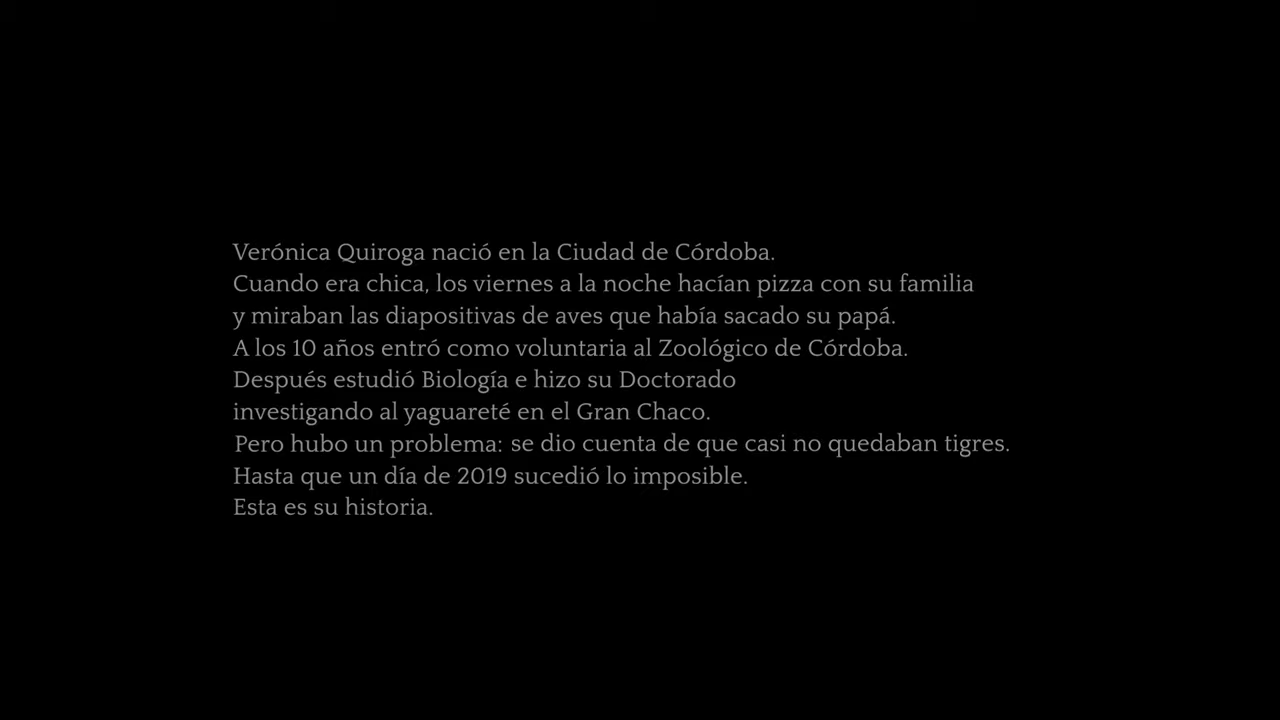 Verónica Quiroga nació en la Ciudad de Córdoba.
Cuando era chica, los viernes a la noche hacían pizza con su familia
y miraban las diapositivas de aves que había sacado su papá.
A los 10 años entró como voluntaria al Zoológico de Córdoba.
Después estudió Biología e hizo su Doctorado
investigando al yaguareté en el Gran Chaco.
Pero hubo un problema: se dio cuenta de que casi no quedaban tigres.
Hasta que un día de 2019 sucedió lo imposible.
Esta es su historia.